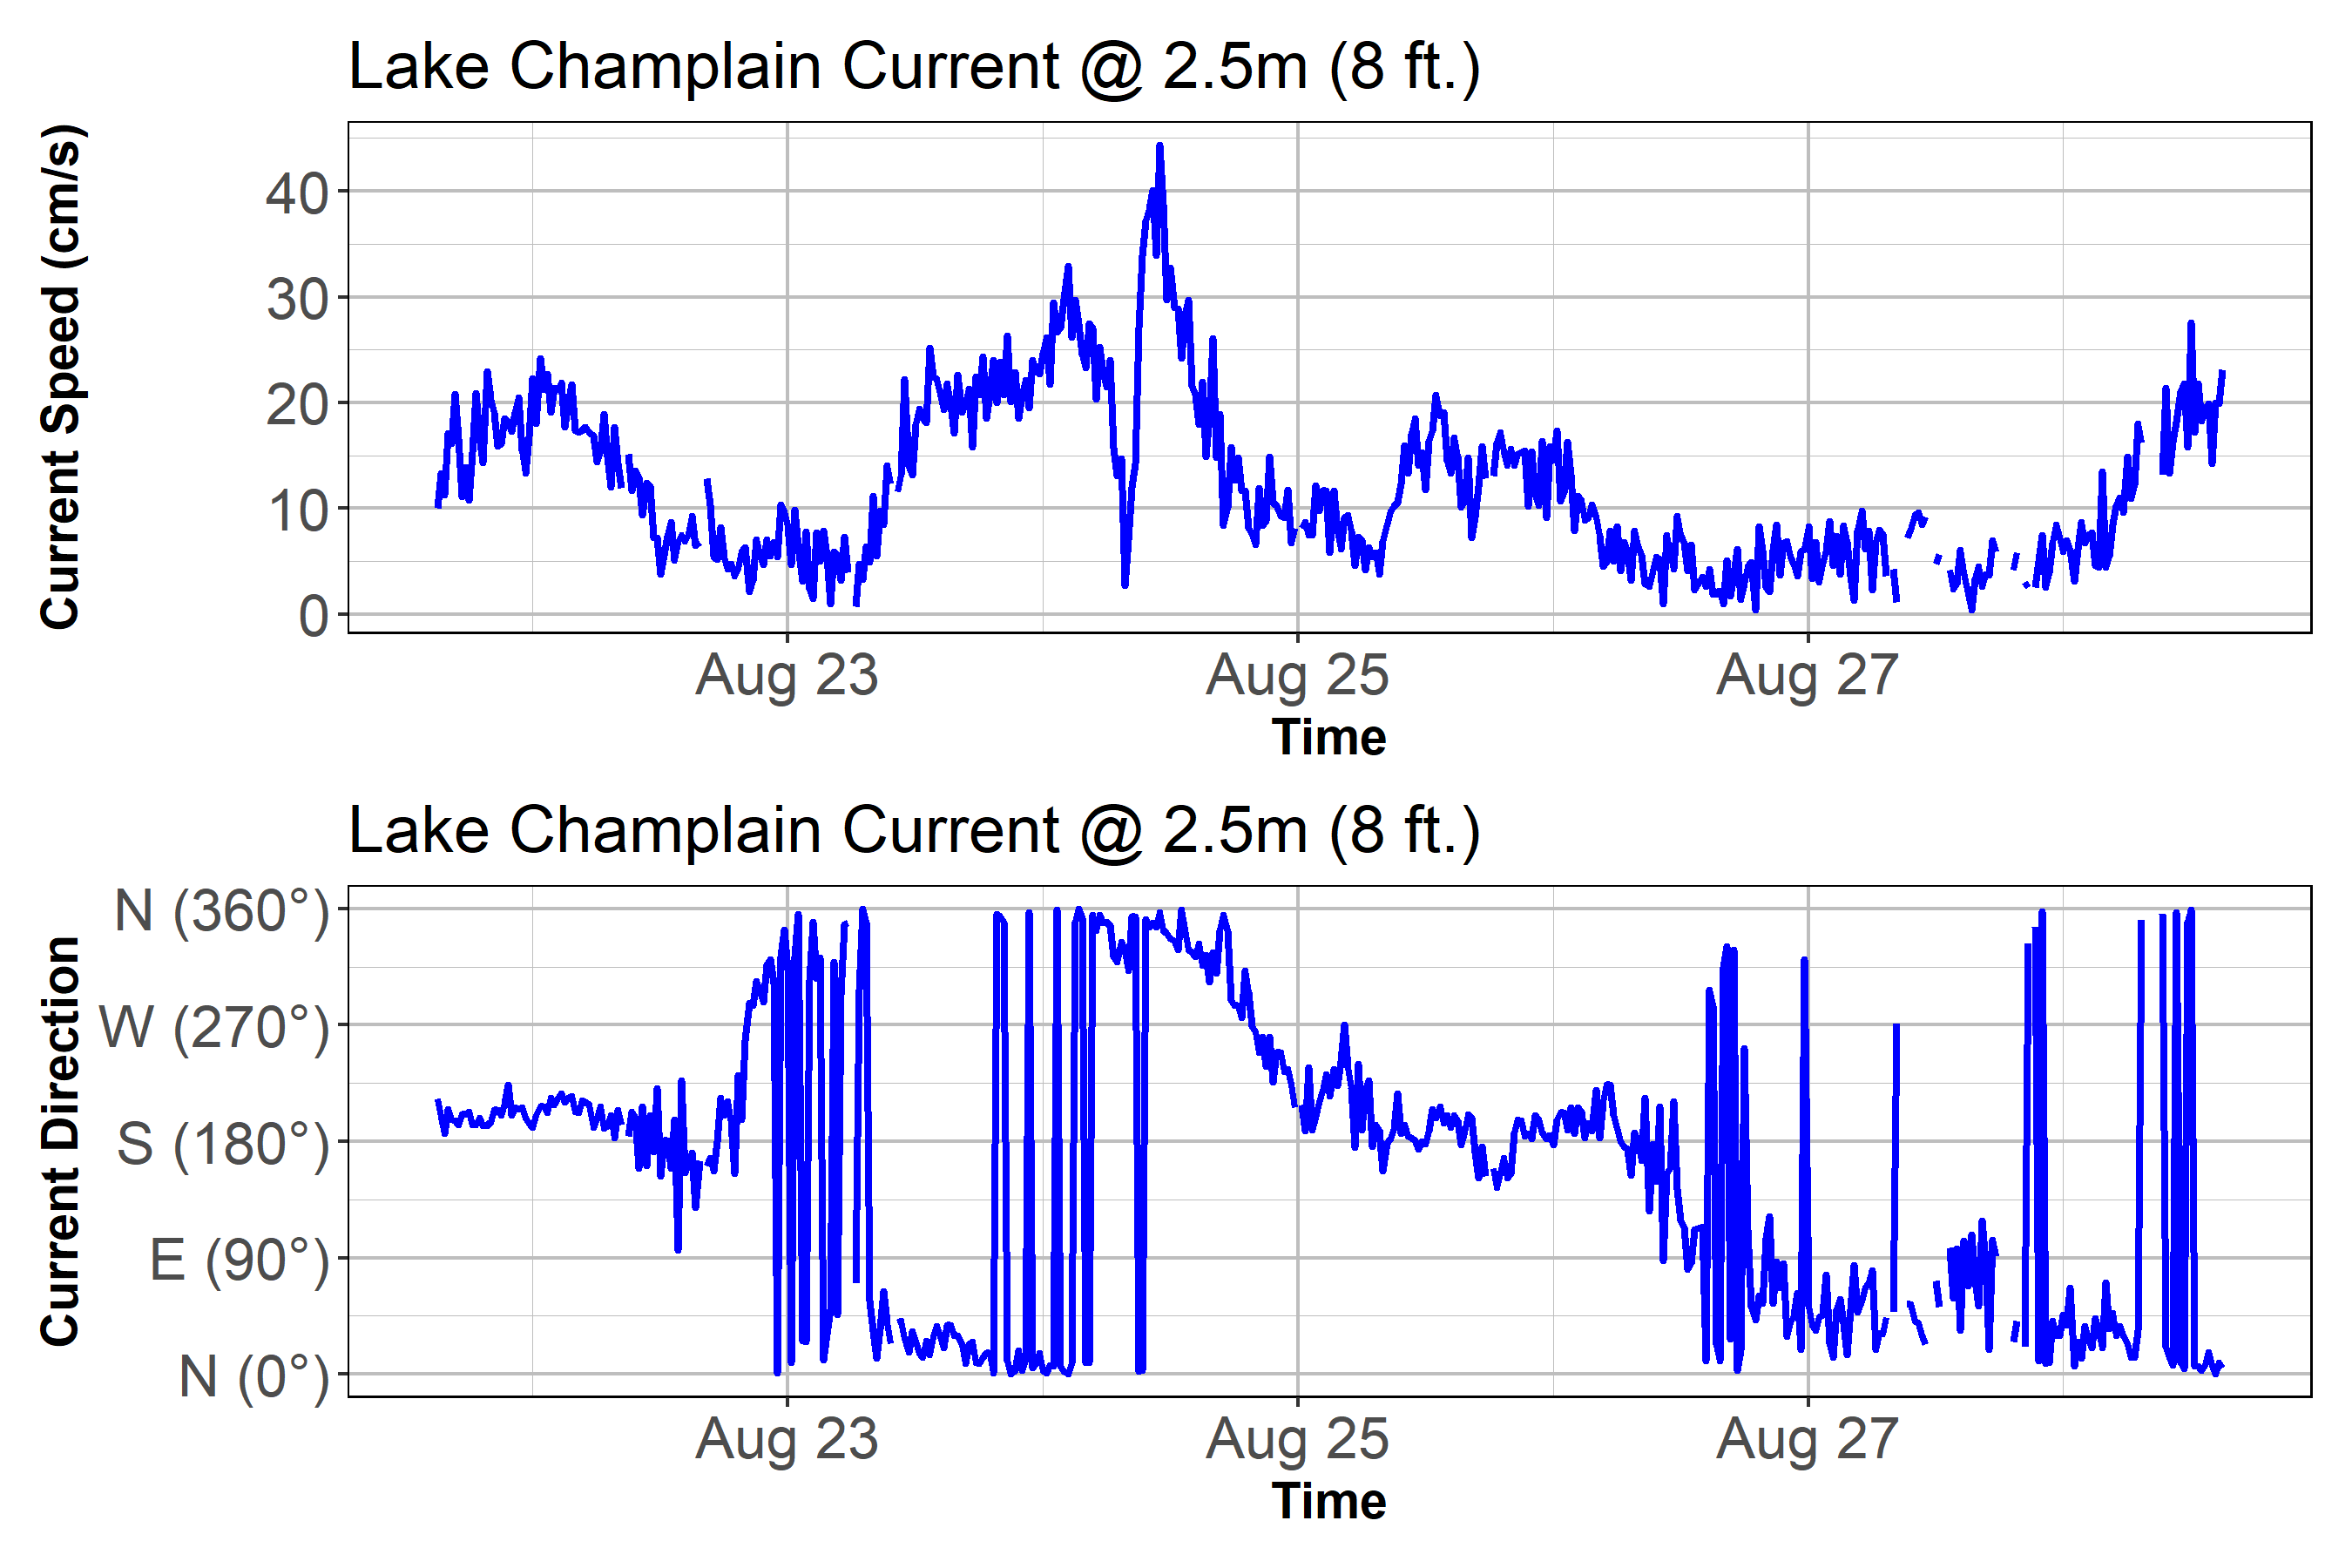 Lake Champlain Current @ 2.5m (8 ft.)
Current Speed (cm/s)
40
30
20
10
0
Aug 23 Aug 25 Aug 27
Time
Lake Champlain Current @ 2.5m (8 ft.)
Current Direction
N (360°)
W (270°)
S (180°)
E (90°)
N (0°)
Aug 23 Aug 25 Aug 27
Time